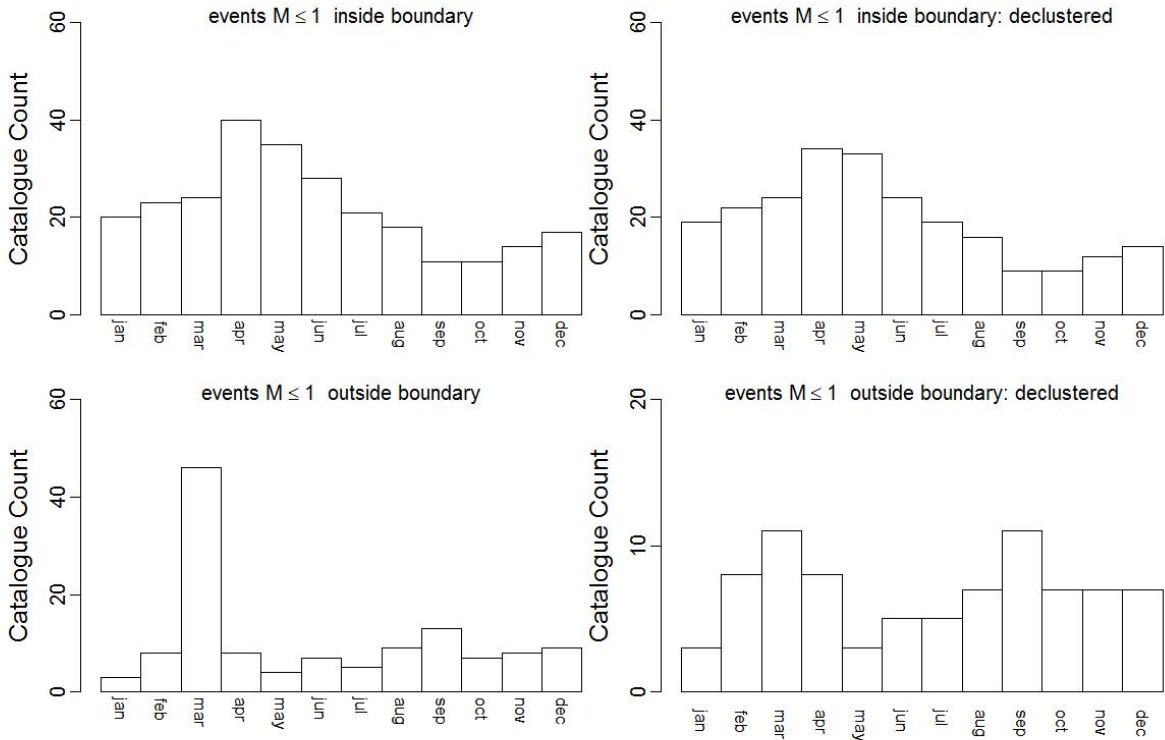 events M ≤ 1 inside boundary
Catalogue Count
0 20 40 60
jan feb mar apr may jun jul aug sep oct nov dec
events M ≤ 1 inside boundary: declustered
Catalogue Count
0 20 40 60
jan feb mar apr may jun jul aug sep oct nov dec
events M ≤ 1 outside boundary
Catalogue Count
0 20 40 60
jan feb mar apr may jun jul aug sep oct nov dec
events M ≤ 1 outside boundary: declustered
Catalogue Count
0 10 20
jan feb mar apr may jun jul aug sep oct nov dec